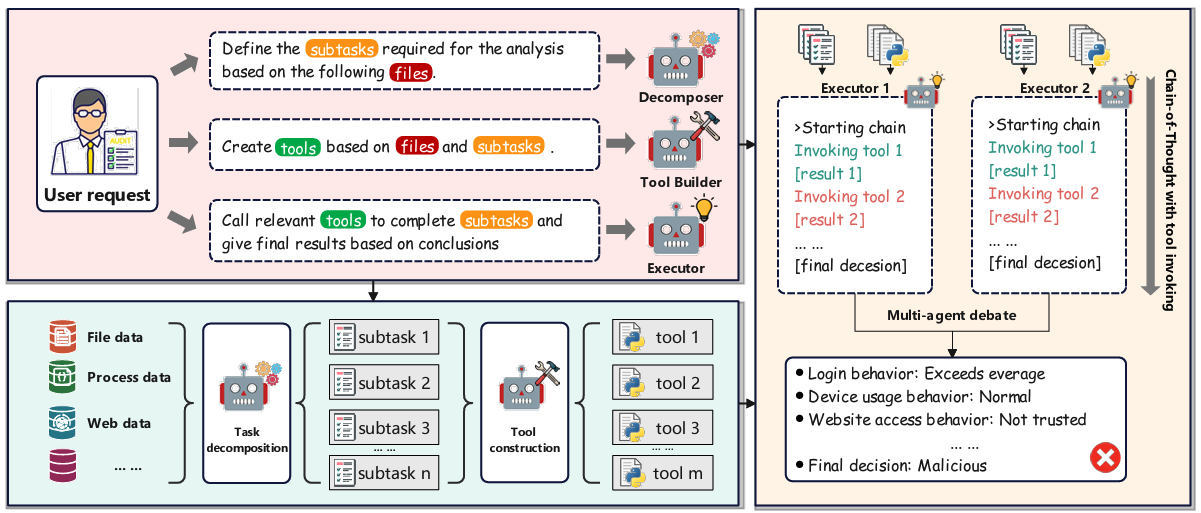 AUDIT
User request
Define the subtasks required for the analysis
based on the following files.
Decomposer
Create tools based on files and subtasks .
Tool Builder
Call relevant tools to complete subtasks and
give final results based on conclusions
Executor
File data
Process data
Web data
... ...
Task
decomposition
subtask 1
subtask 2
subtask 3
... ...
subtask n
Tool
construction
tool 1
tool 2
tool 3
... ...
tool m
Executor 1
>Starting chain
Invoking tool 1
[result 1]
Invoking tool 2
[result 2]
... ...
[final decesion]
Executor 2
>Starting chain
Invoking tool 1
[result 1]
Invoking tool 2
[result 2]
... ...
[final decesion]
Chain-of-Thought with tool invoking
Multi-agent debate
• Login behavior: Exceeds everage
• Device usage behavior: Normal
• Website access behavior: Not trusted
... ...
• Final decision: Malicious